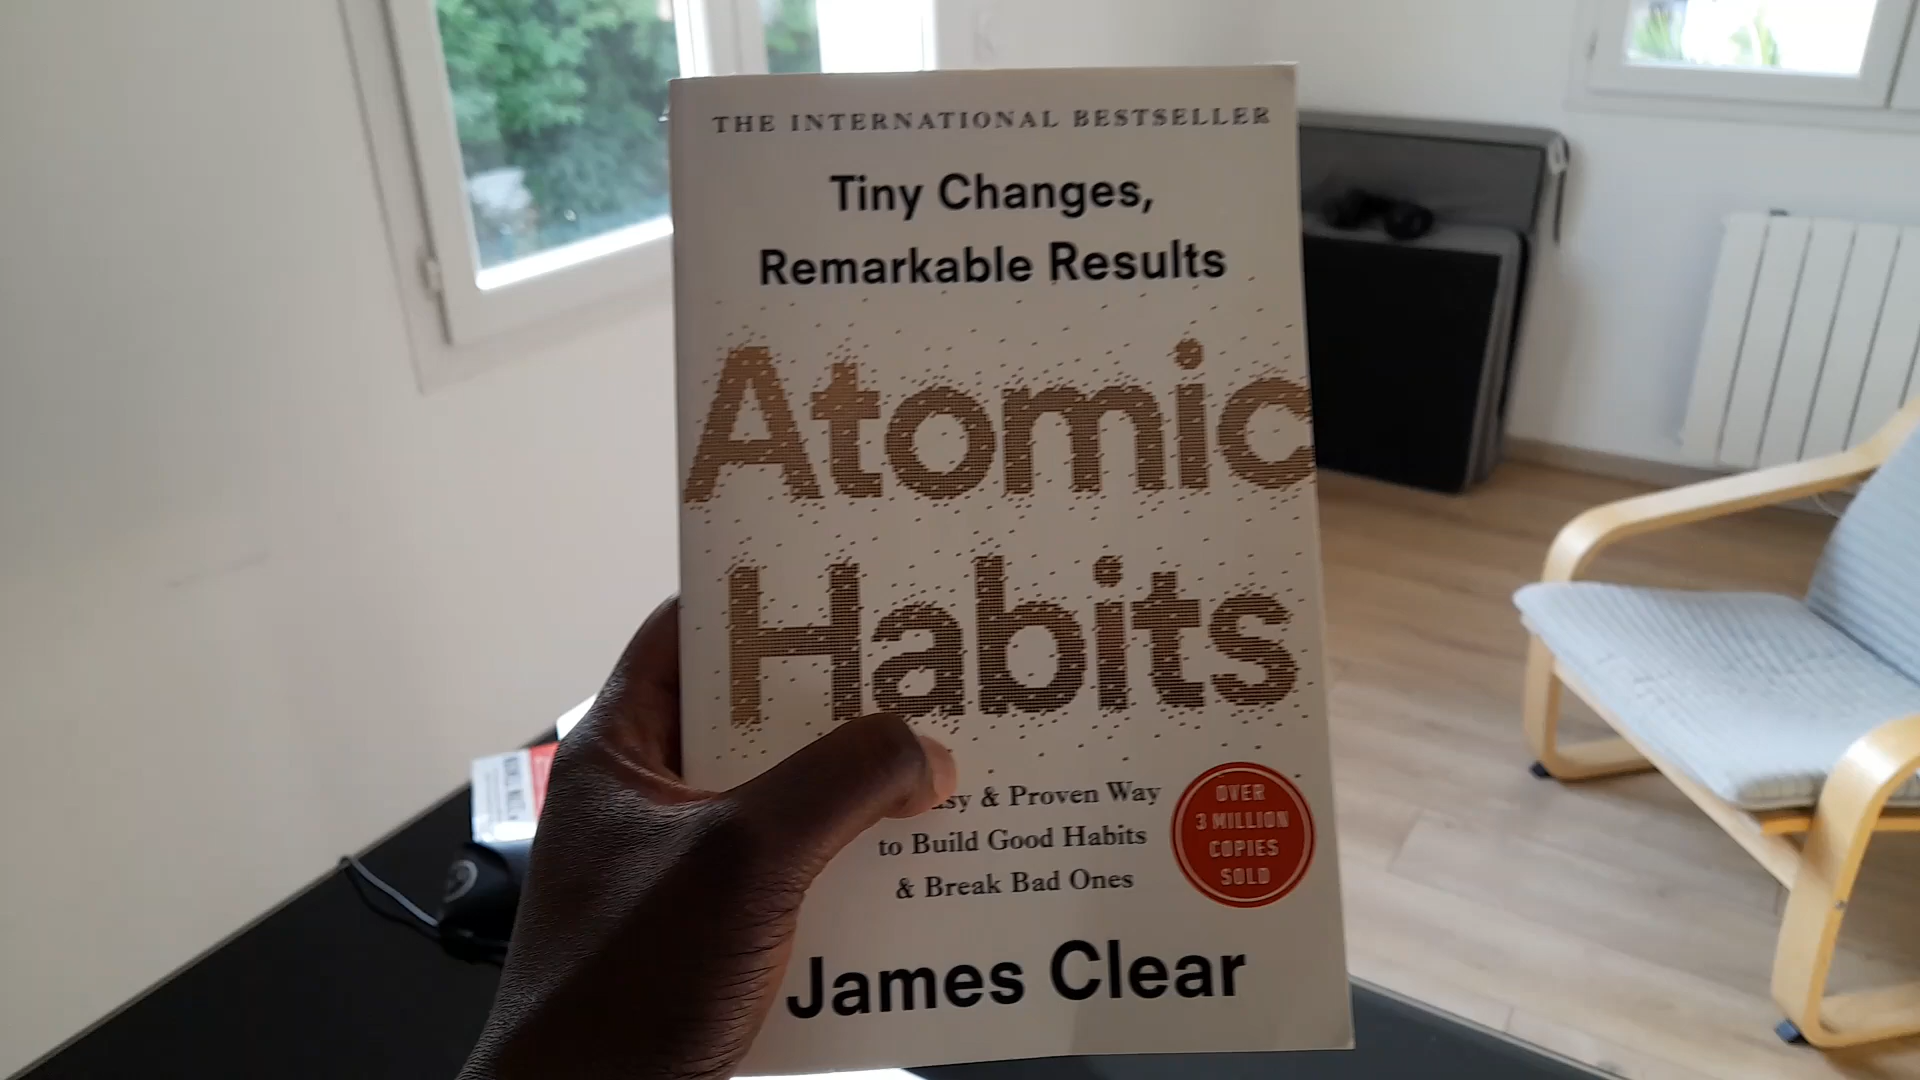 THE INTERNATIONAL BESTSELLER
Tiny Changes,
Remarkable Results
Atomic
Habits
& Proven Way
to Build Good Habits
& Break Bad Ones
OVER
3 MILLION
COPIES
SOLD
James Clear